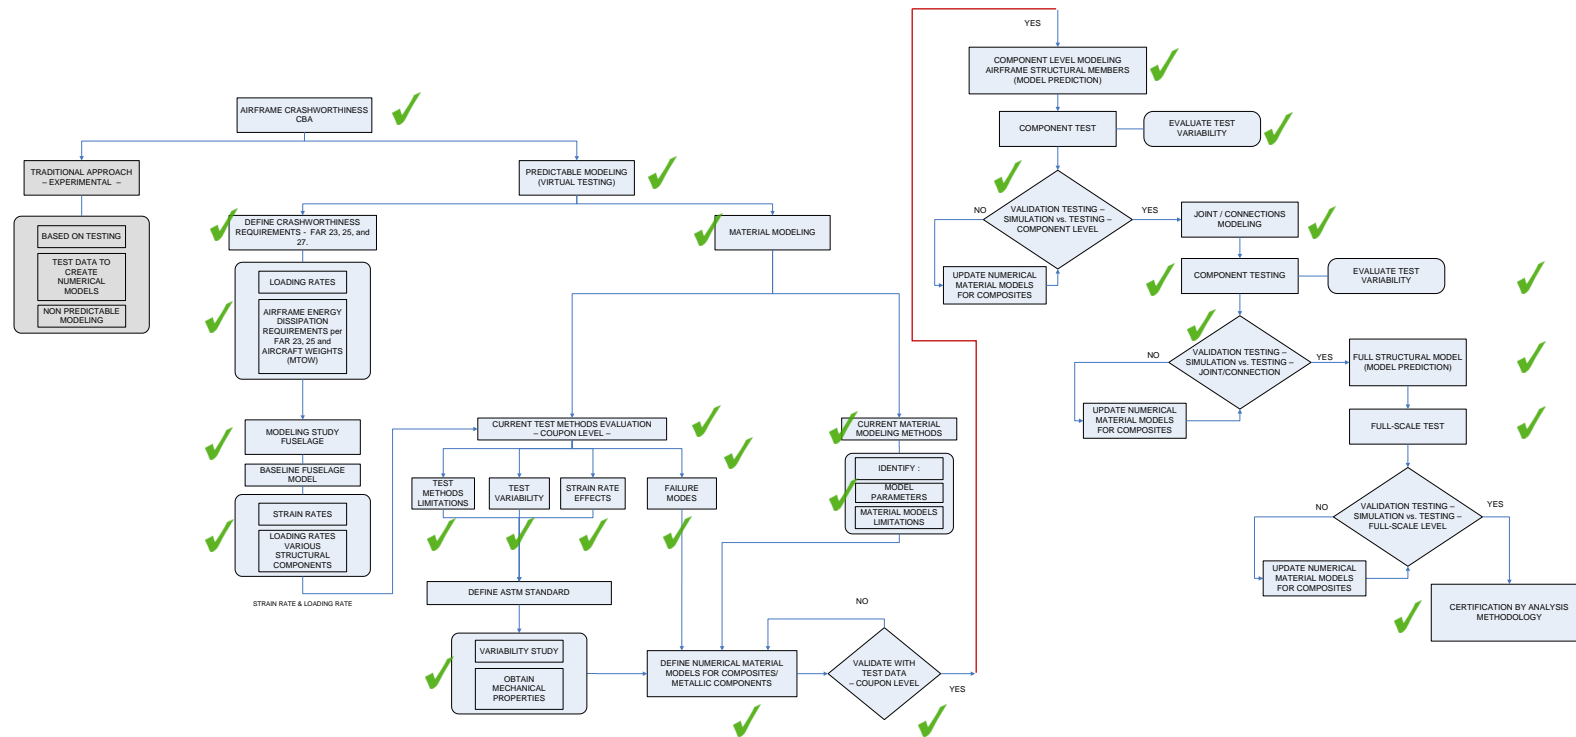 AIRFRAME CRASHWORTHINESS
CBA
TRADITIONAL APPROACH
– EXPERIMENTAL –
BASED ON TESTING
TEST DATA TO
CREATE
NUMERICAL
MODELS
NON PREDICTABLE
MODELING
PREDICTABLE MODELING
(VIRTUAL TESTING)
DEFINE CRASHWORTHINESS
REQUIREMENTS - FAR 23, 25, and
27.
LOADING RATES
AIRFRAME ENERGY
DISSIPATION
REQUIREMENTS per
FAR 23, 25 and
AIRCRAFT WEIGHTS
(MTOW)
MODELING STUDY
FUSELAGE
BASELINE FUSELAGE
MODEL
STRAIN RATES
LOADING RATES
VARIOUS
STRUCTURAL
COMPONENTS
STRAIN RATE & LOADING RATE
MATERIAL MODELING
CURRENT TEST METHODS EVALUATION
– COUPON LEVEL –
TEST
METHODS
LIMITATIONS
TEST
VARIABILITY
STRAIN RATE
EFFECTS
FAILURE
MODES
DEFINE ASTM STANDARD
VARIABILITY STUDY
OBTAIN
MECHANICAL
PROPERTIES
CURRENT MATERIAL
MODELING METHODS
IDENTIFY :
MODEL
PARAMETERS
MATERIAL MODELS
LIMITATIONS
DEFINE NUMERICAL MATERIAL
MODELS FOR COMPOSITES/
METALLIC COMPONENTS
NO
VALIDATE WITH
TEST DATA
– COUPON LEVEL
YES
YES
COMPONENT LEVEL MODELING
AIRFRAME STRUCTURAL MEMBERS
(MODEL PREDICTION)
COMPONENT TEST
EVALUATE TEST
VARIABILITY
VALIDATION TESTING –
SIMULATION vs. TESTING –
COMPONENT LEVEL
NO
YES
UPDATE NUMERICAL
MATERIAL MODELS
FOR COMPOSITES
JOINT / CONNECTIONS
MODELING
COMPONENT TESTING
EVALUATE TEST
VARIABILITY
VALIDATION TESTING –
SIMULATION vs. TESTING –
JOINT/CONNECTION
NO
YES
UPDATE NUMERICAL
MATERIAL MODELS
FOR COMPOSITES
FULL STRUCTURAL MODEL
(MODEL PREDICTION)
FULL-SCALE TEST
VALIDATION TESTING –
SIMULATION vs. TESTING –
FULL-SCALE LEVEL
NO
YES
UPDATE NUMERICAL
MATERIAL MODELS
FOR COMPOSITES
CERTIFICATION BY ANALYSIS
METHODOLOGY